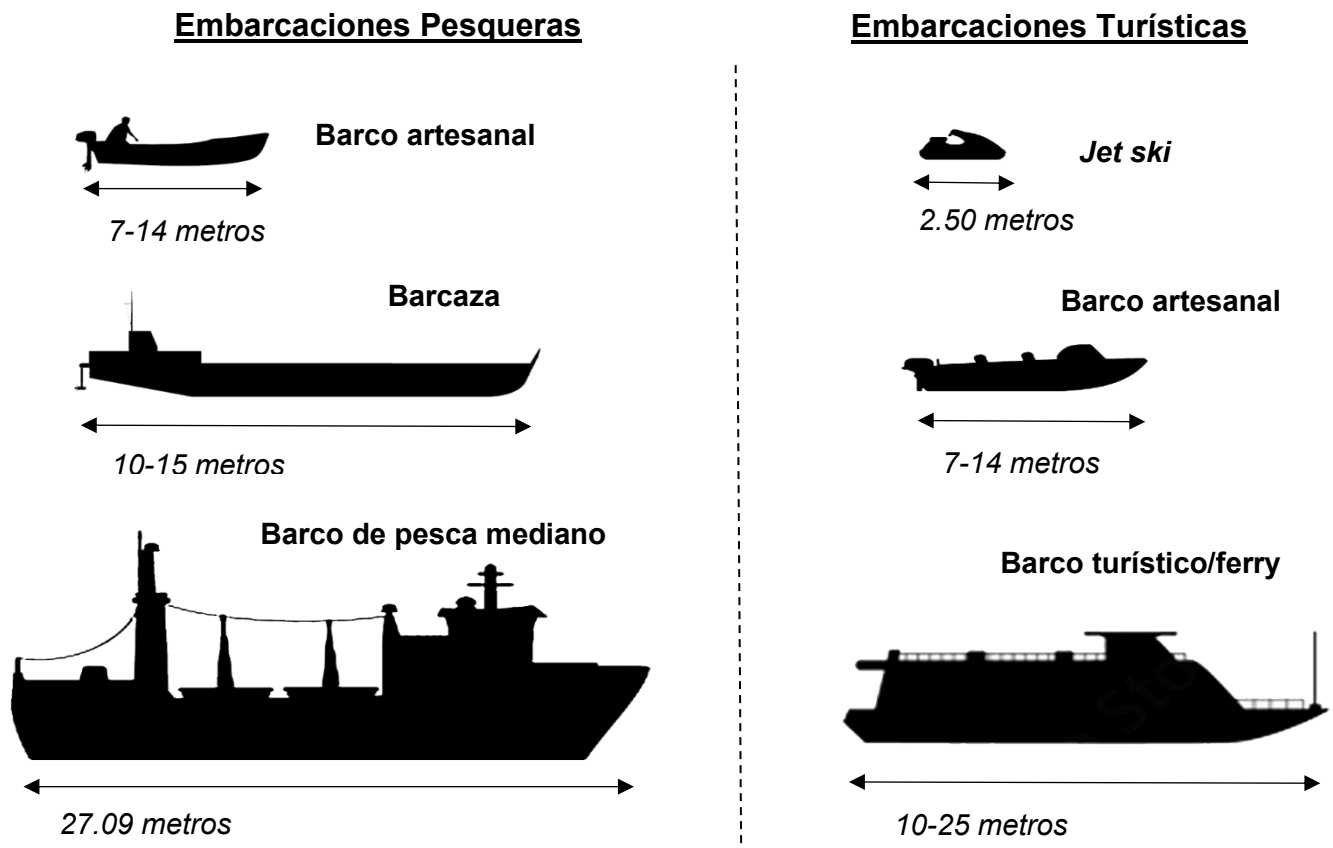 Embarcaciones Pesqueras
Barco artesanal
7-14 metros
Barcaza
10-15 metros
Barco de pesca mediano
27.09 metros
Embarcaciones Turísticas
Jet ski
2.50 metros
Barco artesanal
7-14 metros
Barco turístico/ferry
10-25 metros